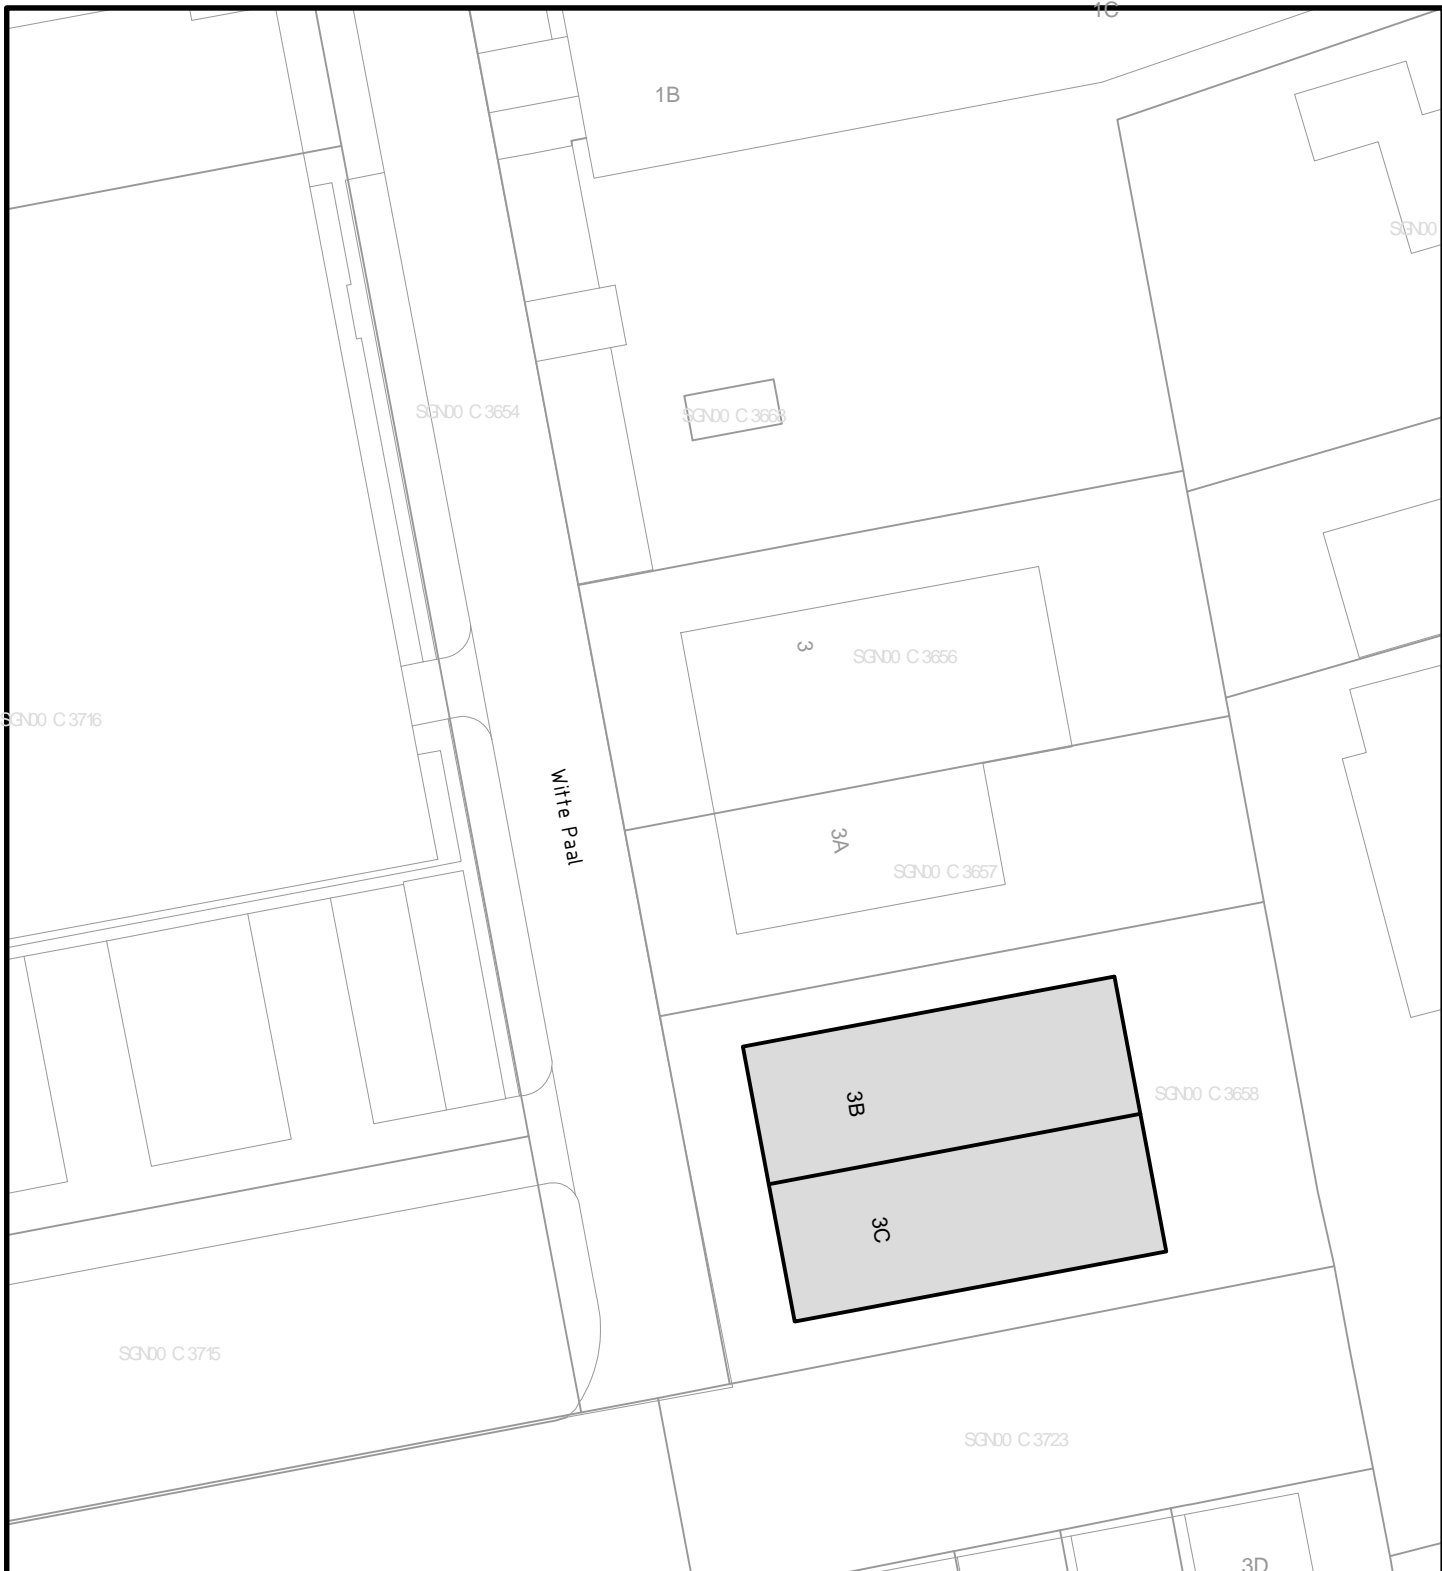 1C
1B
SGN00
SGN00 C 3654
SGN00 C 3668
3
SGN00 C 3656
SGN00 C 3716
Witte Paal
3A
SGN00 C 3657
3B
SGN00 C 3658
3C
SGN00 C 3715
SGN00 C 3723
3D